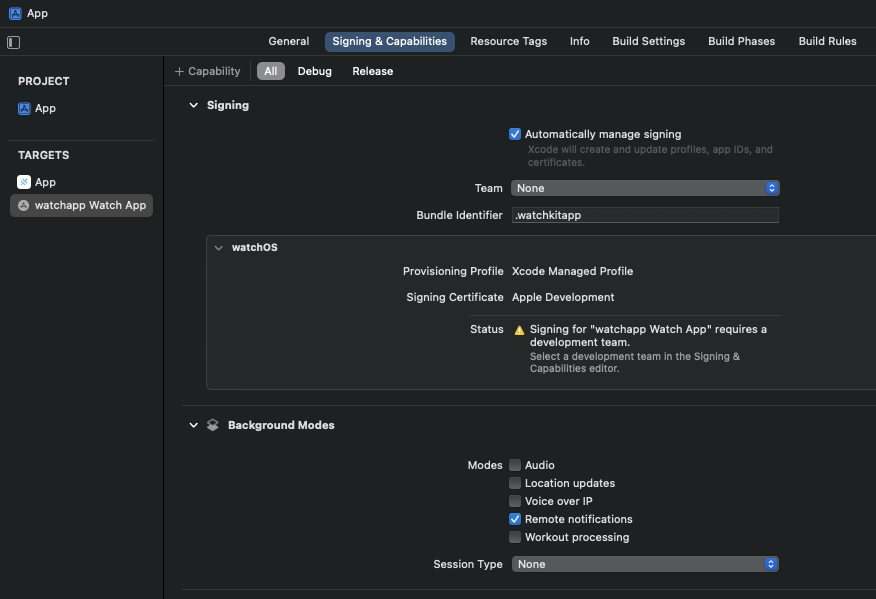 App
General Signing & Capabilities Resource Tags Info Build Settings Build Phases Build Rules
PROJECT
App
TARGETS
App
watchapp Watch App
+ Capability All Debug Release
Signing
Automatically manage signing
Xcode will create and update profiles, app IDs, and
certificates.
Team None
Bundle Identifier .watchkitapp
watchOS
Provisioning Profile Xcode Managed Profile
Signing Certificate Apple Development
Status Signing for "watchapp Watch App" requires a
development team.
Select a development team in the Signing &
Capabilities editor.
Background Modes
Modes Audio
Location updates
Voice over IP
Remote notifications
Workout processing
Session Type None